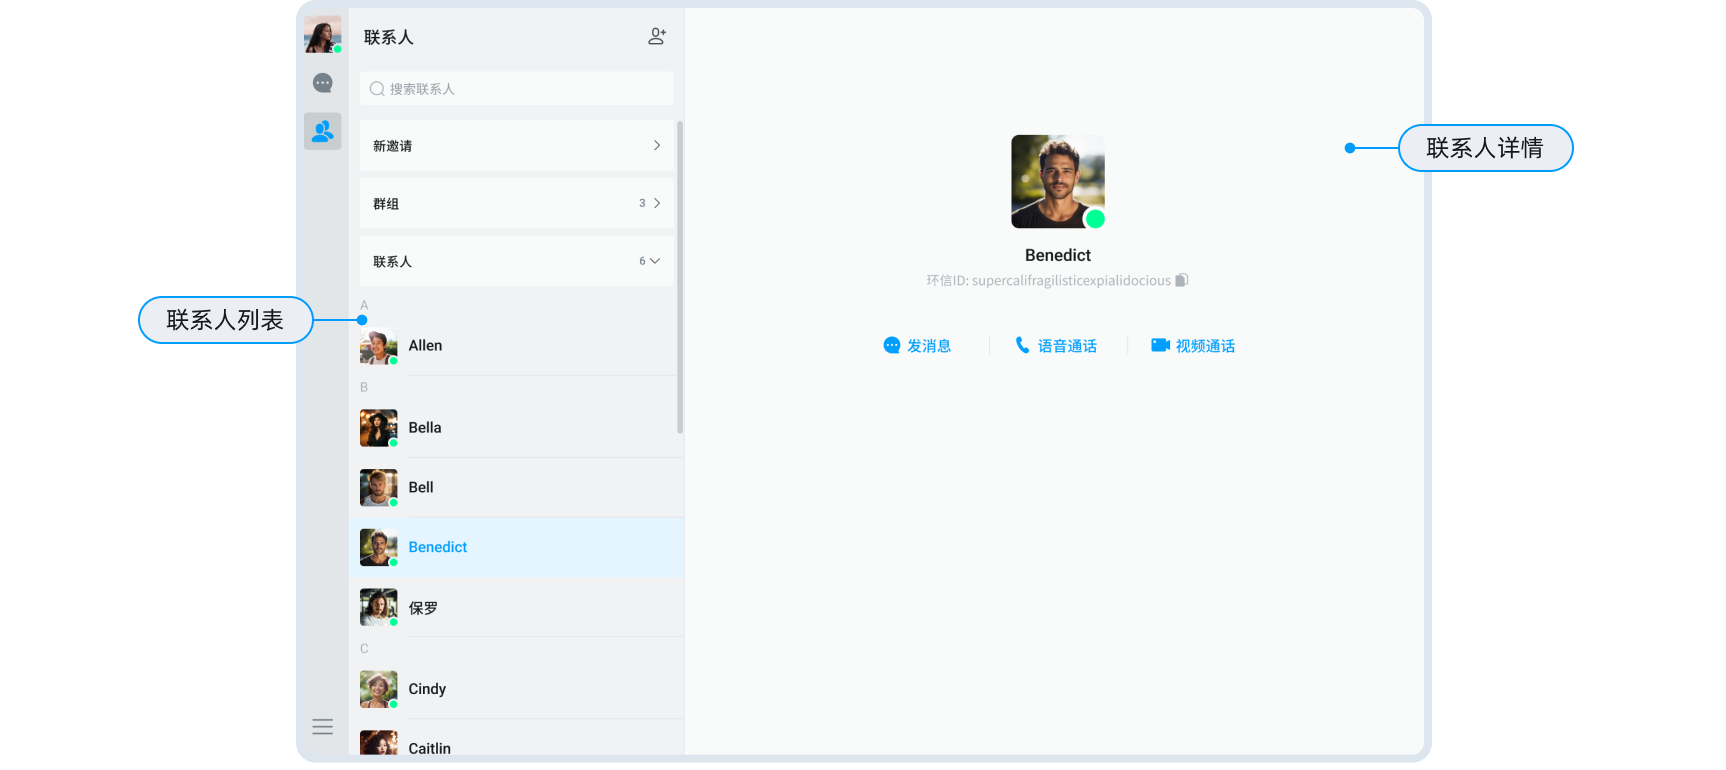 联系人
搜索联系人
新邀请
群组 3
联系人 6
A
Allen
B
Bella
Bell
Benedict
保罗
C
Cindy
Caitlin
联系人列表
Benedict
环信ID: supercalifragilisticexpialidocious
发消息 语音通话 视频通话
联系人详情